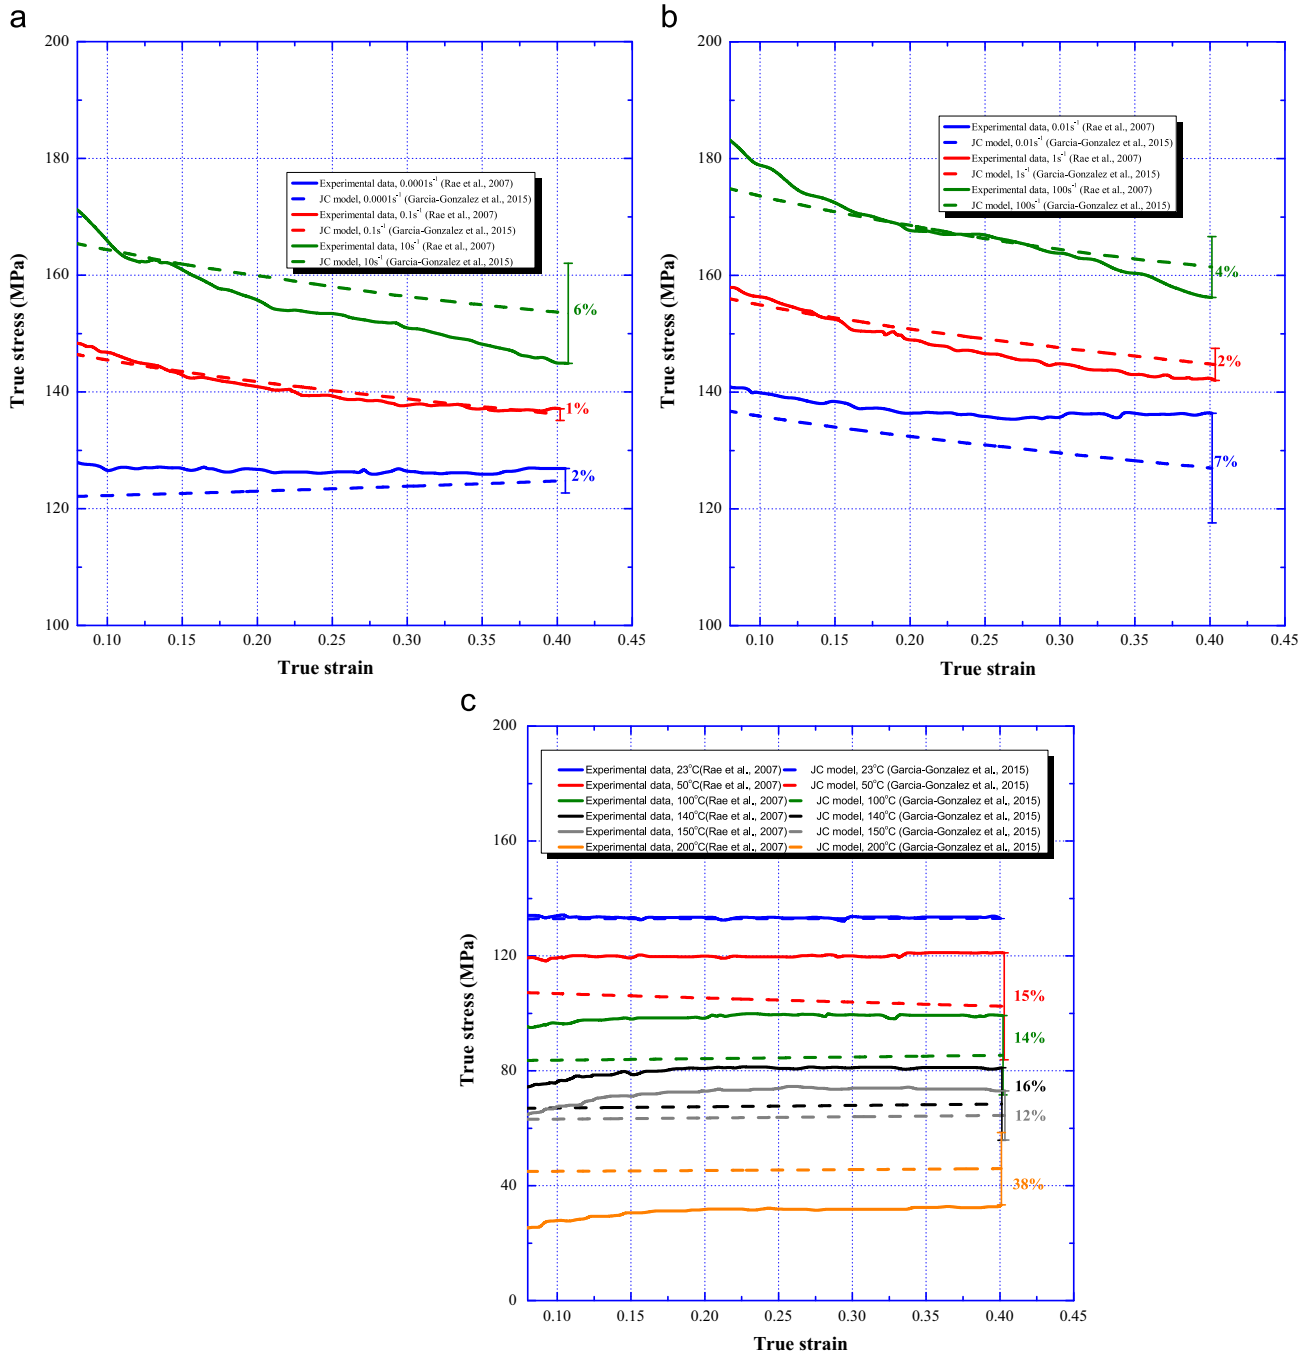 a
200
180
160
140
120
100
True stress (MPa)
Experimental data, 0.0001s⁻¹ (Rae et al., 2007)
JC model, 0.0001s⁻¹ (Garcia-Gonzalez et al., 2015)
Experimental data, 0.1s⁻¹ (Rae et al., 2007)
JC model, 0.1s⁻¹ (Garcia-Gonzalez et al., 2015)
Experimental data, 10s⁻¹ (Rae et al., 2007)
JC model, 10s⁻¹ (Garcia-Gonzalez et al., 2015)
6%
1%
2%
0.10 0.15 0.20 0.25 0.30 0.35 0.40 0.45
True strain
b
200
180
160
140
120
100
True stress (MPa)
Experimental data, 0.01s⁻¹ (Rae et al., 2007)
JC model, 0.01s⁻¹ (Garcia-Gonzalez et al., 2015)
Experimental data, 1s⁻¹ (Rae et al., 2007)
JC model, 1s⁻¹ (Garcia-Gonzalez et al., 2015)
Experimental data, 100s⁻¹ (Rae et al., 2007)
JC model, 100s⁻¹ (Garcia-Gonzalez et al., 2015)
4%
2%
7%
0.10 0.15 0.20 0.25 0.30 0.35 0.40 0.45
True strain
c
200
160
120
80
40
0
True stress (MPa)
Experimental data, 23°C(Rae et al., 2007) JC model, 23°C (Garcia-Gonzalez et al., 2015)
Experimental data, 50°C(Rae et al., 2007) JC model, 50°C (Garcia-Gonzalez et al., 2015)
Experimental data, 100°C(Rae et al., 2007) JC model, 100°C (Garcia-Gonzalez et al., 2015)
Experimental data, 140°C(Rae et al., 2007) JC model, 140°C (Garcia-Gonzalez et al., 2015)
Experimental data, 150°C(Rae et al., 2007) JC model, 150°C (Garcia-Gonzalez et al., 2015)
Experimental data, 200°C(Rae et al., 2007) JC model, 200°C (Garcia-Gonzalez et al., 2015)
15%
14%
16%
12%
38%
0.10 0.15 0.20 0.25 0.30 0.35 0.40 0.45
True strain